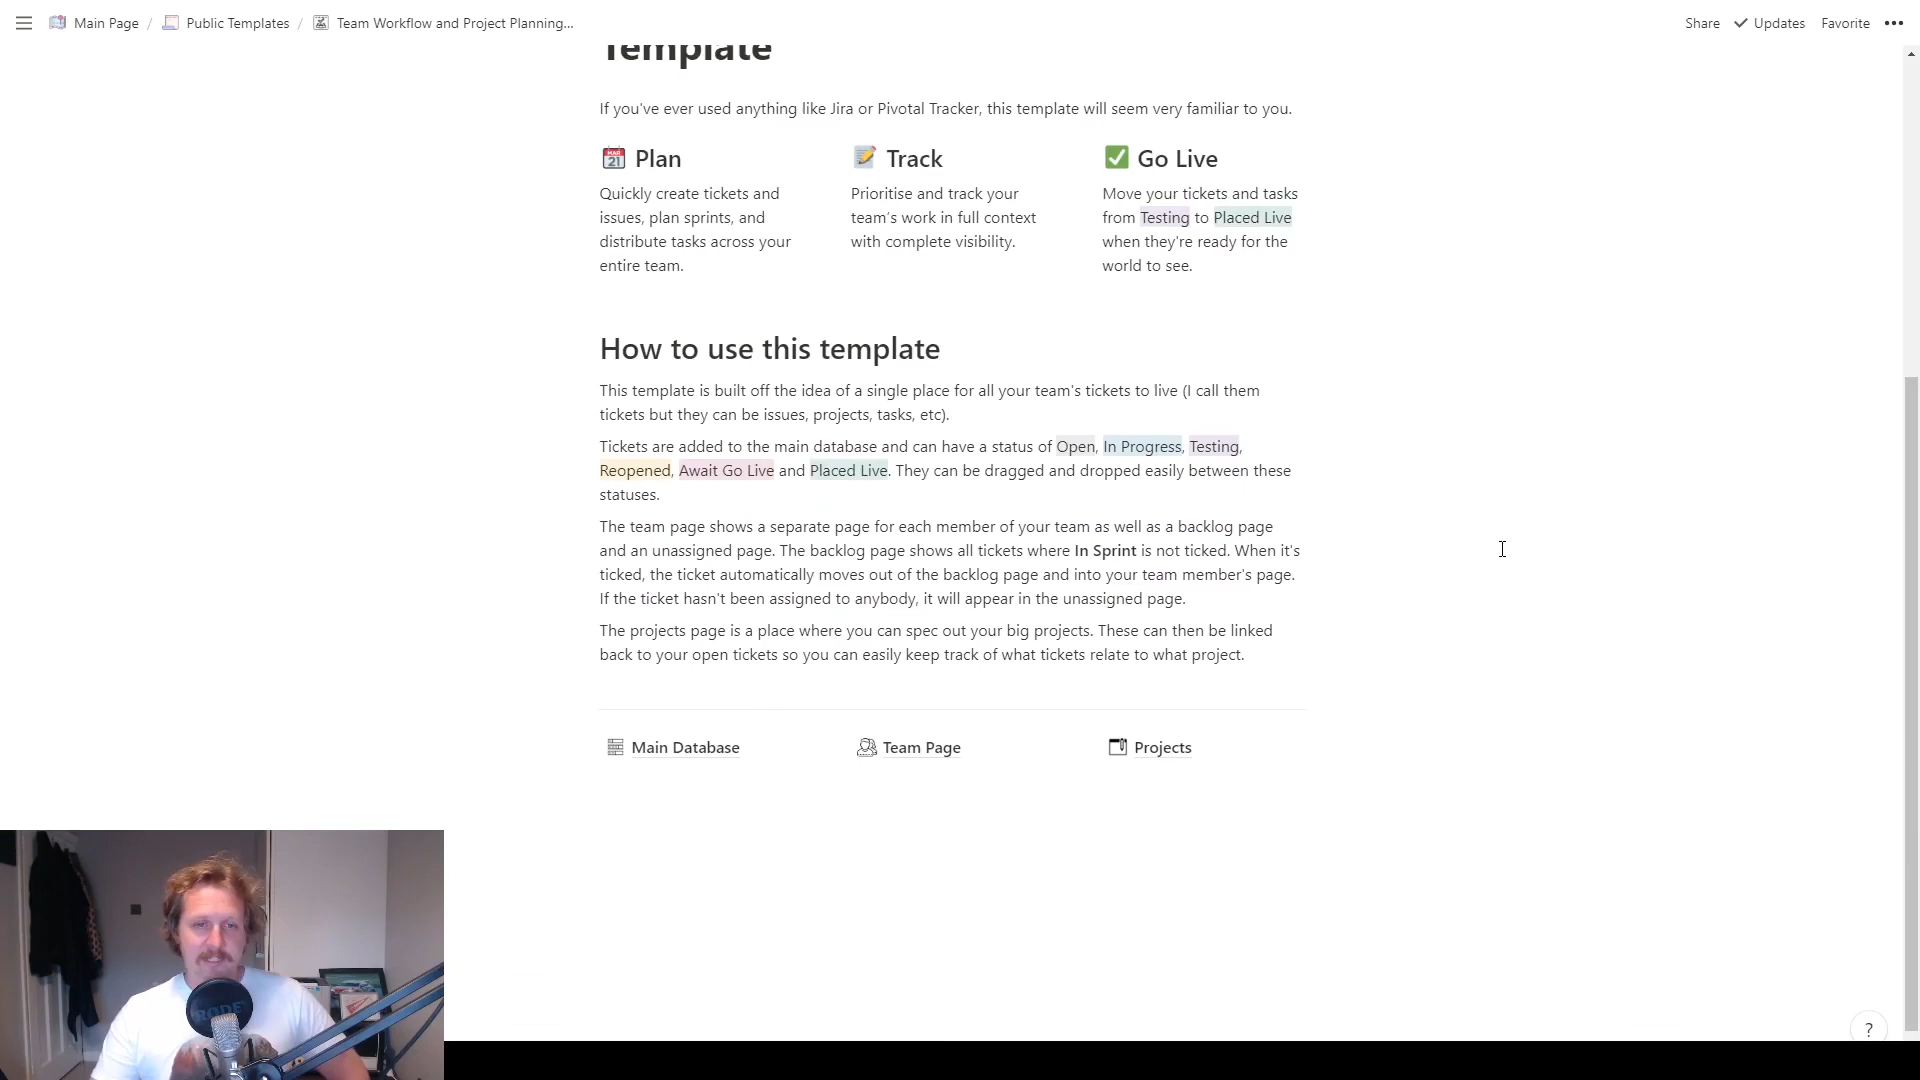 Main Page / Public Templates / Team Workflow and Project Planning...
Share Updates Favorite
Template
If you've ever used anything like Jira or Pivotal Tracker, this template will seem very familiar to you.
Plan
Quickly create tickets and
issues, plan sprints, and
distribute tasks across your
entire team.
Track
Prioritise and track your
team's work in full context
with complete visibility.
Go Live
Move your tickets and tasks
from Testing to Placed Live
when they're ready for the
world to see.
How to use this template
This template is built off the idea of a single place for all your team's tickets to live (I call them
tickets but they can be issues, projects, tasks, etc).
Tickets are added to the main database and can have a status of Open, In Progress, Testing,
Reopened, Await Go Live and Placed Live. They can be dragged and dropped easily between these
statuses.
The team page shows a separate page for each member of your team as well as a backlog page
and an unassigned page. The backlog page shows all tickets where In Sprint is not ticked. When it's
ticked, the ticket automatically moves out of the backlog page and into your team member's page.
If the ticket hasn't been assigned to anybody, it will appear in the unassigned page.
The projects page is a place where you can spec out your big projects. These can then be linked
back to your open tickets so you can easily keep track of what tickets relate to what project.
Main Database
Team Page
Projects
RODE
?